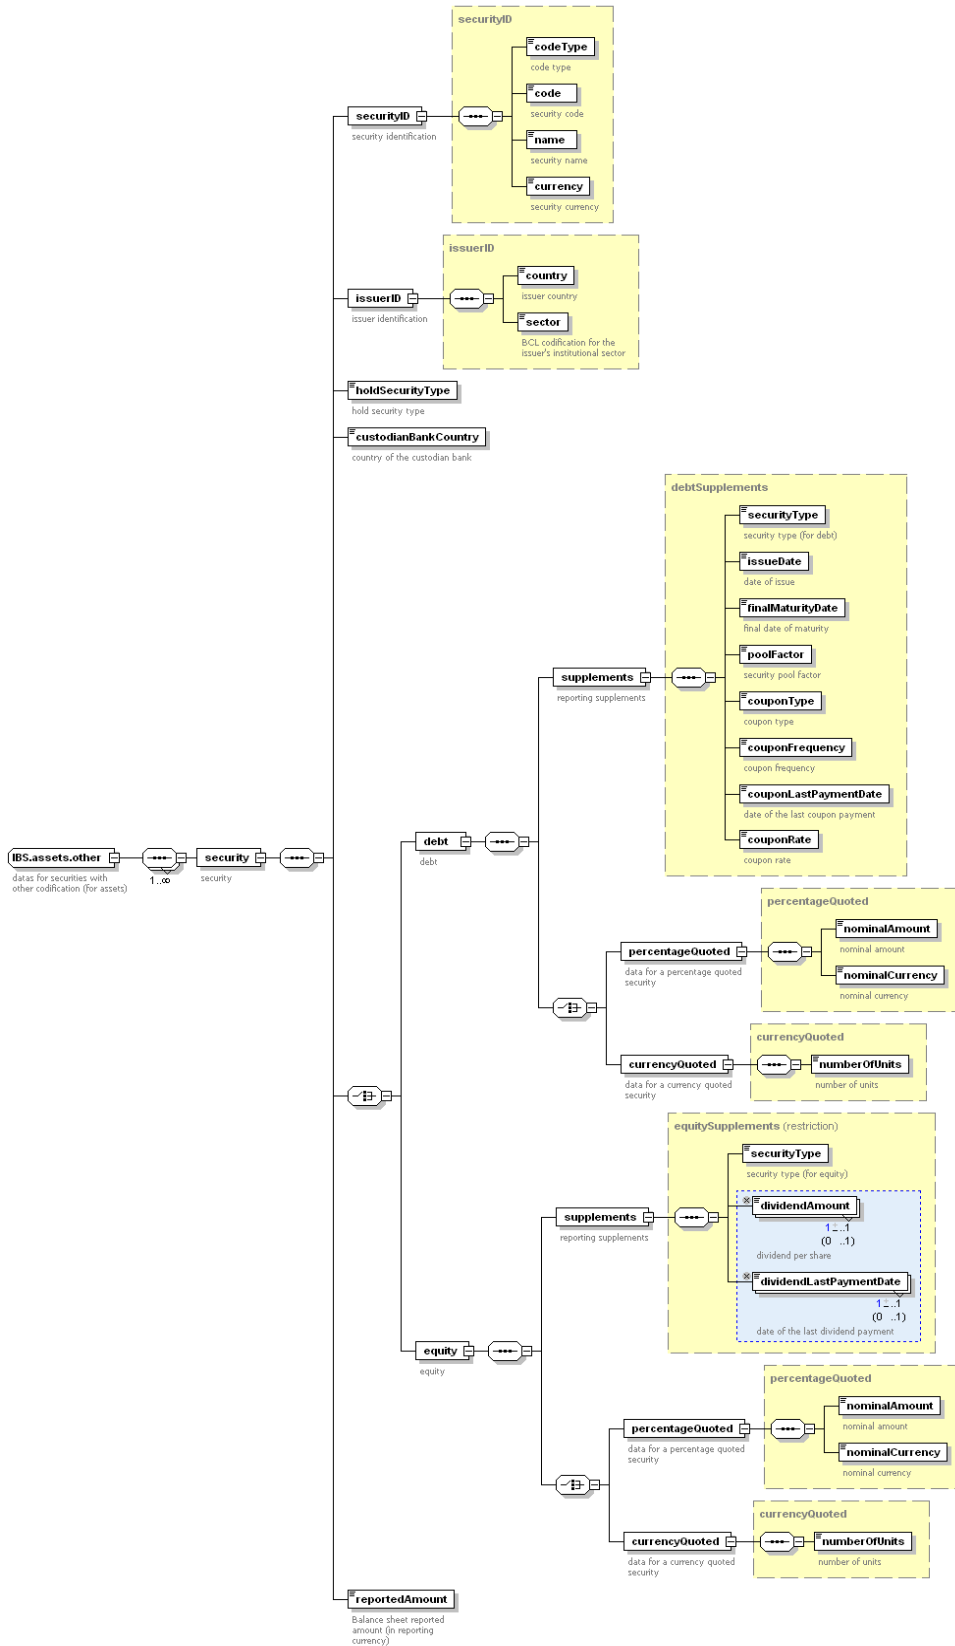 securityID
codeType
code type
code
security code
securityID
security identification
name
security name
currency
security currency
issuerID
country
issuer country
issuerID
issuer identification
sector
BCL codification for the
issuer's institutional sector
holdSecurityType
hold security type
custodianBankCountry
country of the custodian bank
debtSupplements
securityType
security type (for debt)
issueDate
date of issue
finalMaturityDate
final date of maturity
poolFactor
security pool factor
supplements
reporting supplements
couponType
coupon type
couponFrequency
coupon frequency
couponLastPaymentDate
date of the last coupon payment
couponRate
coupon rate
debt
debt
IBS.assets.other
datas for securities with
other codification (for assets)
1..∞
security
security
percentageQuoted
nominalAmount
nominal amount
percentageQuoted
data for a percentage quoted
security
nominalCurrency
nominal currency
currencyQuoted
currencyQuoted
data for a currency quoted
security
numberOfUnits
number of units
equitySupplements (restriction)
securityType
security type (for equity)
dividendAmount
1 ±..1
(0 ..1)
dividend per share
supplements
reporting supplements
dividendLastPaymentDate
1 ±..1
(0 ..1)
date of the last dividend payment
equity
equity
percentageQuoted
nominalAmount
nominal amount
percentageQuoted
data for a percentage quoted
security
nominalCurrency
nominal currency
currencyQuoted
currencyQuoted
data for a currency quoted
security
numberOfUnits
number of units
reportedAmount
Balance sheet reported
amount (in reporting
currency)